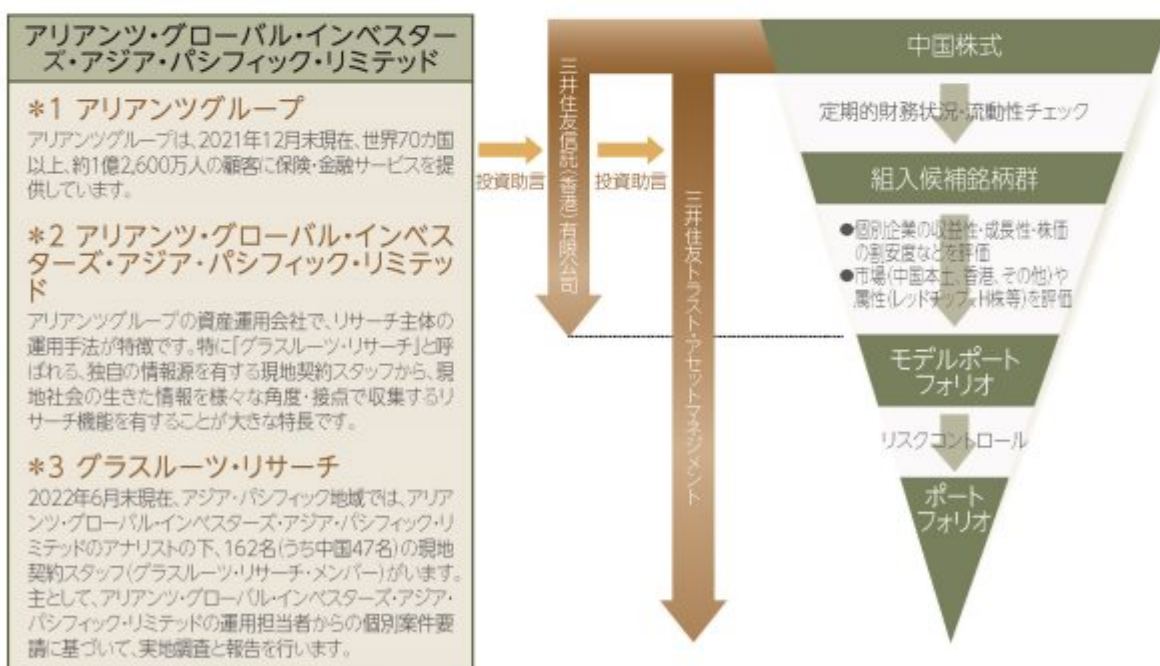 アリアンツ・グローバル・インベスター
ズ・アジア・パシフィック・リミテッド
*1 アリアンツグループ
アリアンツグループは、2021年12月末現在、世界70カ国
以上、約1億2,600万人の顧客に保険・金融サービスを提
供しています。
*2 アリアンツ・グローバル・インベス
ターズ・アジア・パシフィック・リミテッ
ド
アリアンツグループの資産運用会社で、リサーチ主体の
運用手法が特徴です。特に「グラスルーツ・リサーチ」と呼
ばれる、独自の情報源を有する現地契約スタッフから、現
地社会の生きた情報を様々な角度・接点で収集するリ
サーチ機能を有することが大きな特長です。
*3 グラスルーツ・リサーチ
2022年6月末現在、アジア・パシフィック地域では、アリア
ンツ・グローバル・インベスターズ・アジア・パシフィック・リ
ミテッドのアナリストの下、162名(うち中国47名)の現地
契約スタッフ(グラスルーツ・リサーチ・メンバー)がいます。
主として、アリアンツ・グローバル・インベスターズ・アジア・
パシフィック・リミテッドの運用担当者からの個別案件要
請に基づいて、実地調査と報告を行います。
投資助言
三井住友信託(香港)有限公司
投資助言
三井住友トラスト・アセットマネジメント
中国株式
定期的財務状況・流動性チェック
組入候補銘柄群
●個別企業の収益性・成長性・株価
の割安度などを評価
●市場(中国本土、香港、その他)や
属性(レッドチップ、H株等)を評価
モデルポート
フォリオ
リスクコントロール
ポート
フォリオ